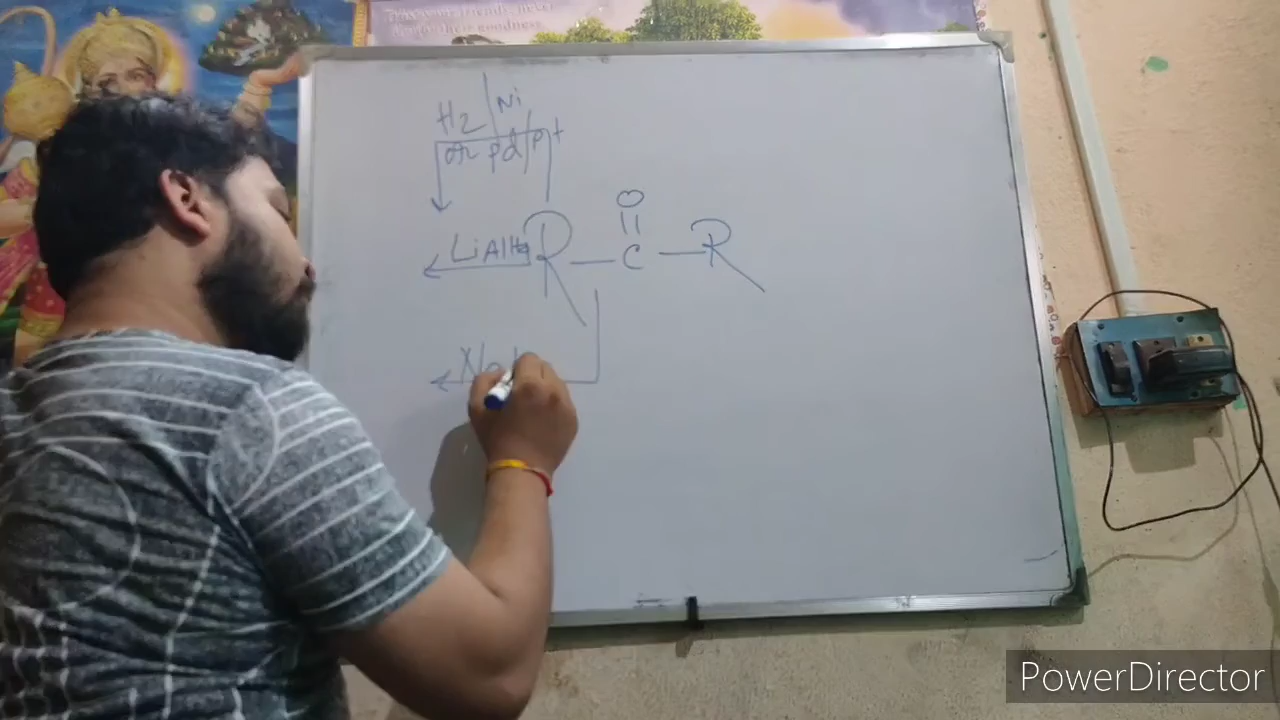 H2 | Ni
or Pd/Pt
O
||
LiAlH4 R — C — R
Na
PowerDirector